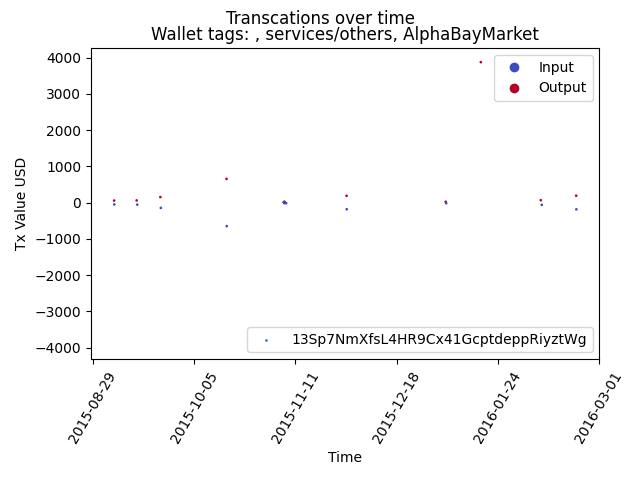 Transcations over time
Wallet tags: , services/others, AlphaBayMarket
4000
3000
2000
1000
0
−1000
−2000
−3000
−4000
Tx Value USD
Input
Output
13Sp7NmXfsL4HR9Cx41GcptdeppRiyztWg
2015-08-29
2015-10-05
2015-11-11
2015-12-18
2016-01-24
2016-03-01
Time